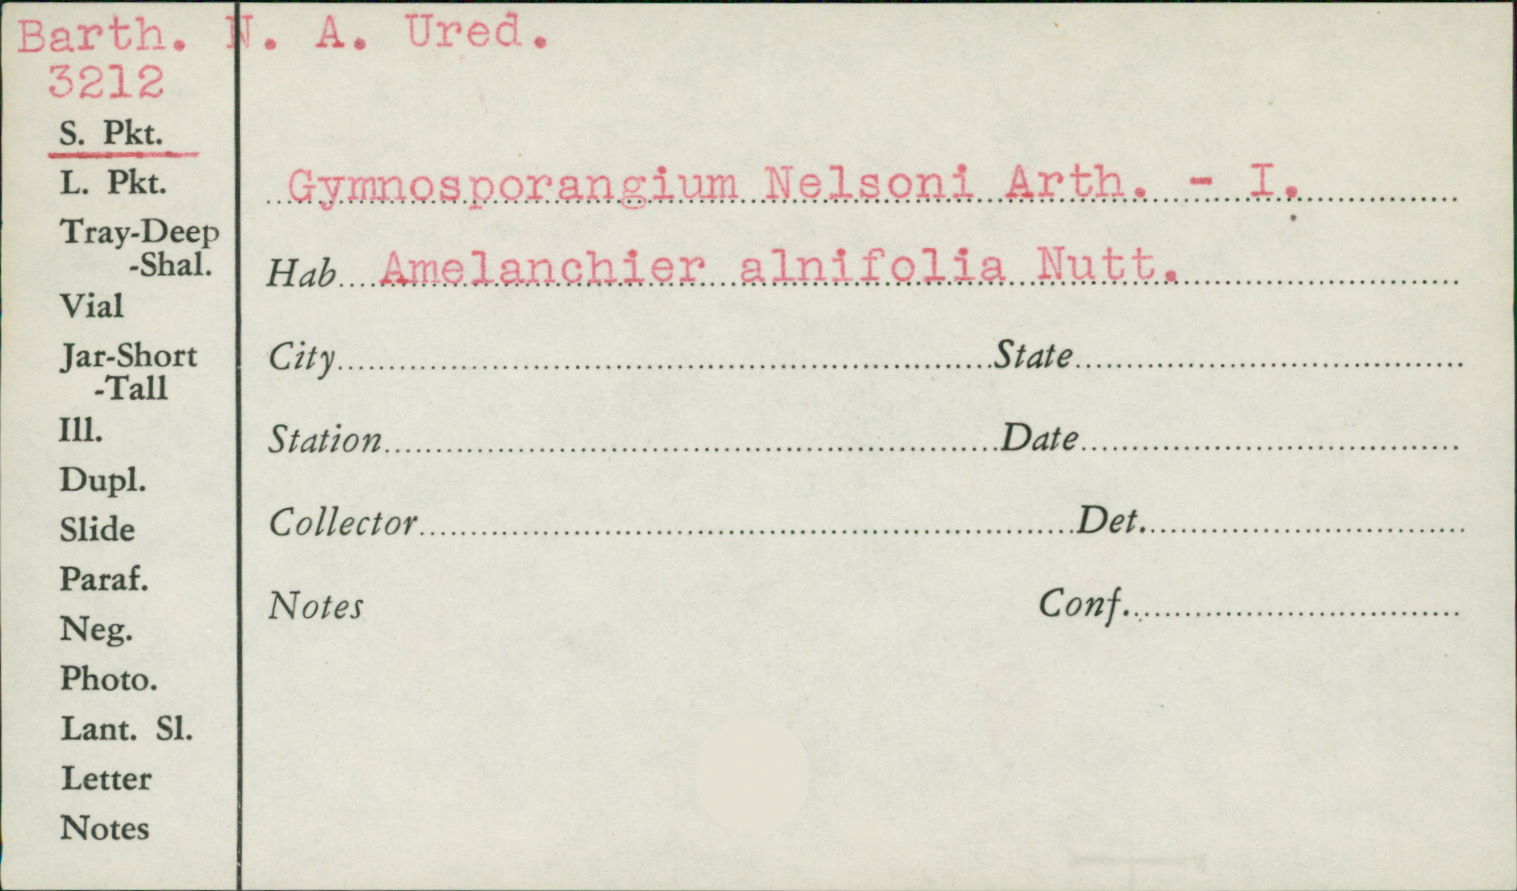 Barth. N. A. Ured.
3212
S. Pkt.
L. Pkt.
Tray-Deep
-Shal.
Vial
Jar-Short
-Tall
Ill.
Dupl.
Slide
Paraf.
Neg.
Photo.
Lant. Sl.
Letter
Notes
Gymnosporangium Nelsoni Arth. - I.
Hab Amelanchier alnifolia Nutt.
City State
Station Date
Collector Det.
Notes Conf.